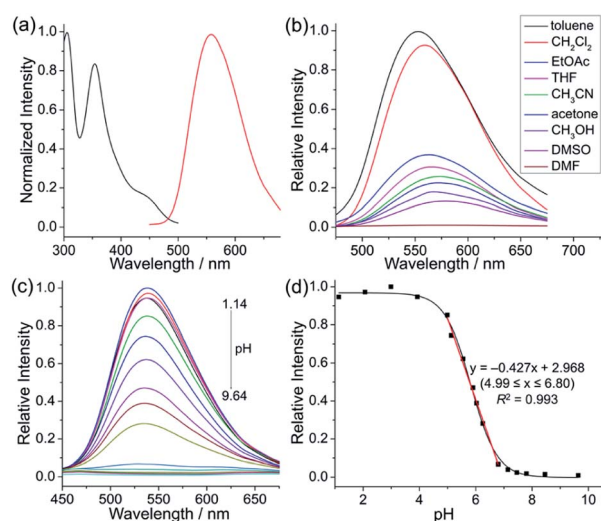 (a)
Normalized Intensity
1.0
0.8
0.6
0.4
0.2
0.0
300 400 500 600
Wavelength / nm
(b)
Relative Intensity
1.0
0.8
0.6
0.4
0.2
0.0
500 550 600 650 700
Wavelength / nm
toluene
CH₂Cl₂
EtOAc
THF
CH₃CN
acetone
CH₃OH
DMSO
DMF
(c)
Relative Intensity
1.0
0.8
0.6
0.4
0.2
0.0
450 500 550 600 650
Wavelength / nm
1.14
pH
9.64
(d)
Relative Intensity
1.0
0.8
0.6
0.4
0.2
0.0
2 4 6 8 10
pH
y = –0.427x + 2.968
(4.99 ≤ x ≤ 6.80)
R² = 0.993